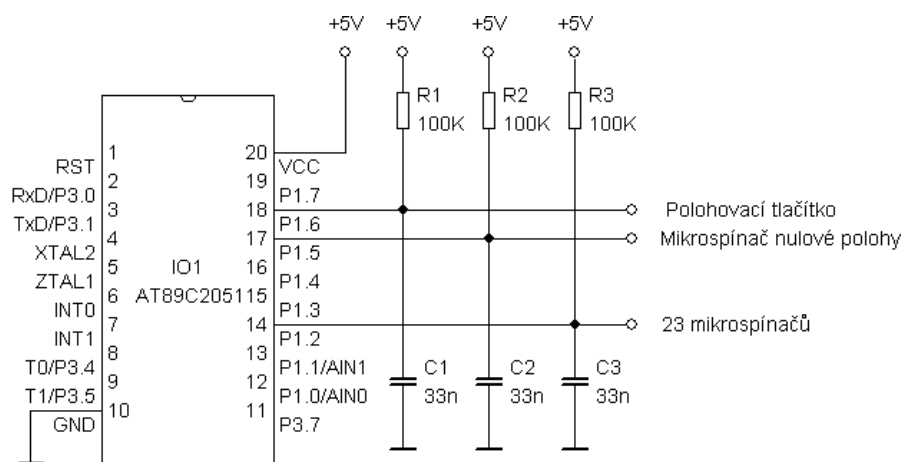 +5V +5V +5V +5V
R1 R2 R3
100K 100K 100K
1 20
RST VCC
2 19
RxD/P3.0 P1.7
3 18
TxD/P3.1 P1.6 Polohovací tlačítko
4 17
XTAL2 P1.5 Mikrospínač nulové polohy
5 IO1 16
ZTAL1 P1.4
6 AT89C2051 15
INT0 P1.3
7 14 23 mikrospínačů
INT1 P1.2
8 13
T0/P3.4 P1.1/AIN1 C1 C2 C3
9 12
T1/P3.5 P1.0/AIN0 33n 33n 33n
10 11
GND P3.7